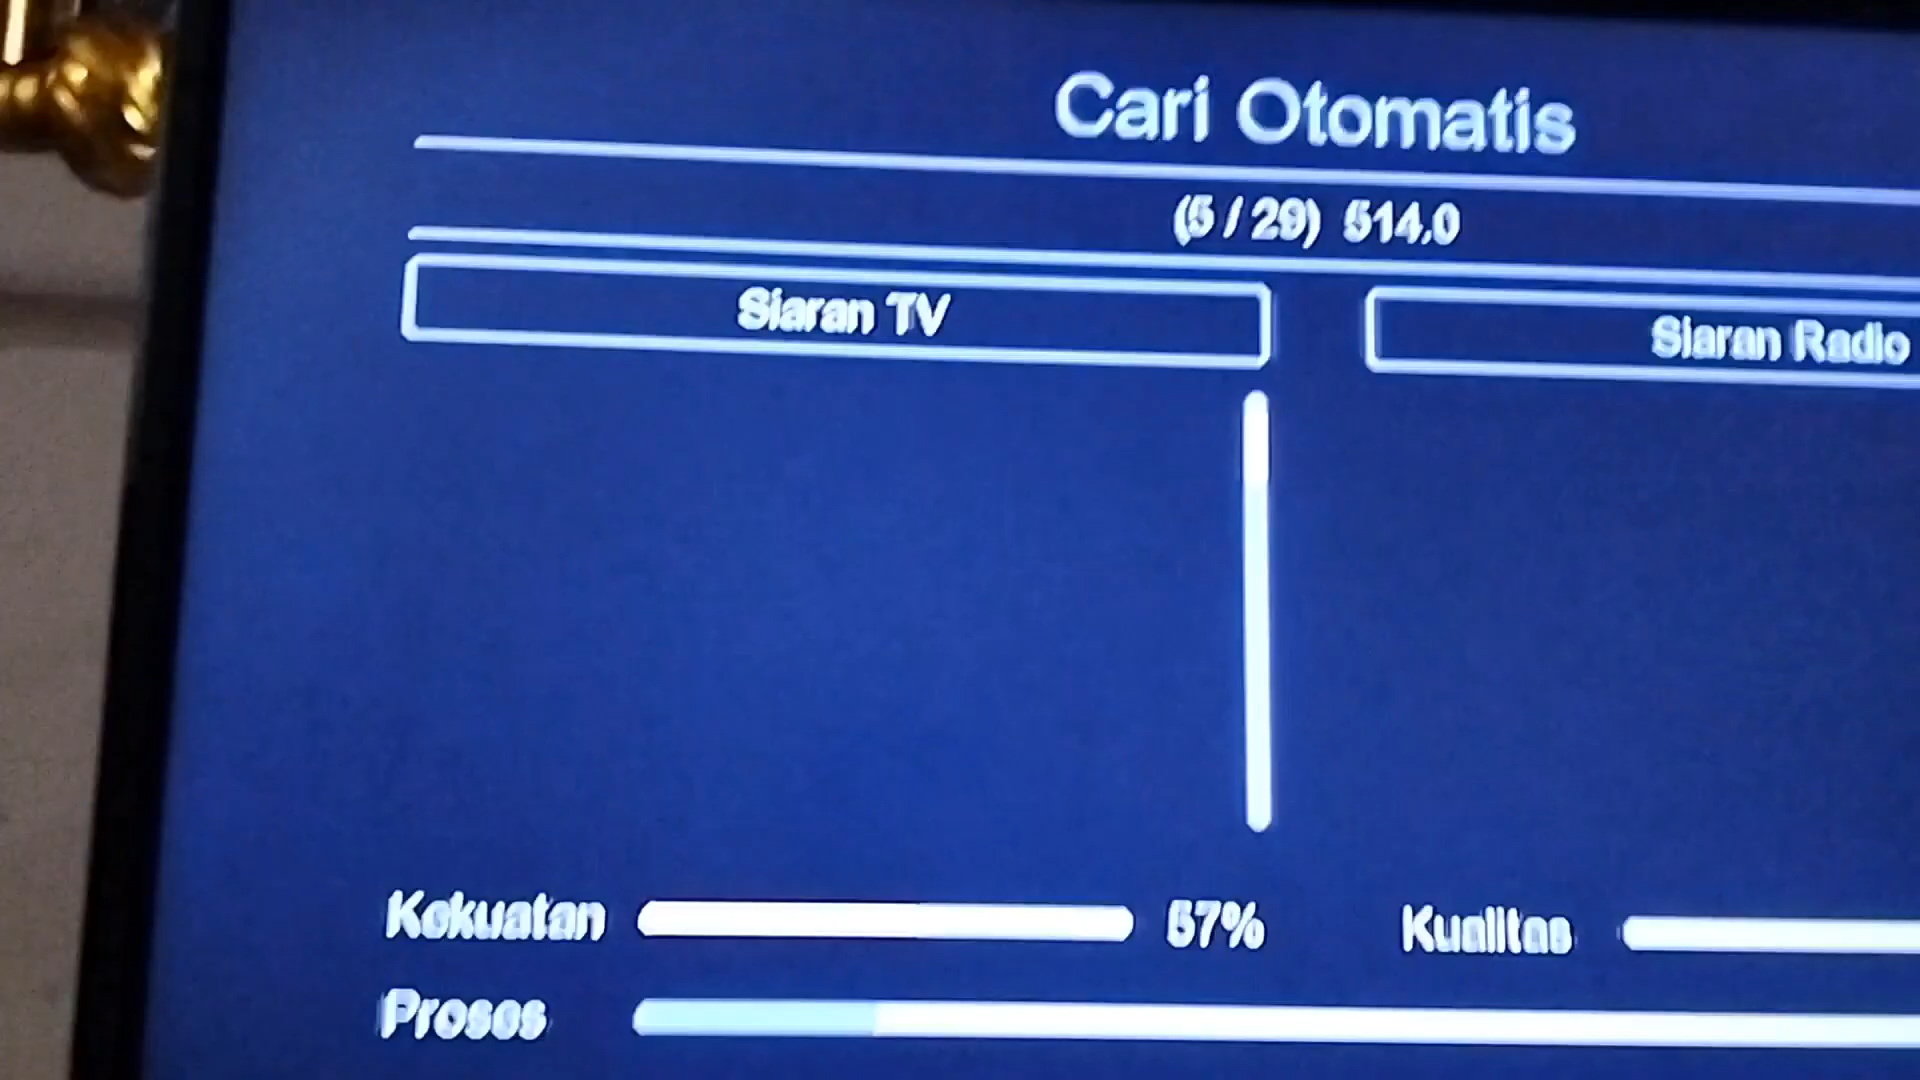 Cari Otomatis
(5 / 29) 514.0
Siaran TV
Siaran Radio
Kekuatan 57%
Kualitas
Proses